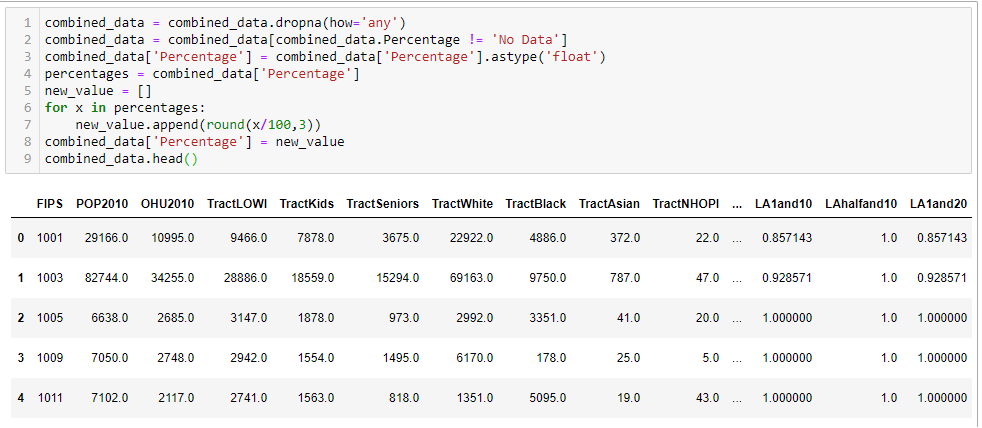 1 combined_data = combined_data.dropna(how='any')
2 combined_data = combined_data[combined_data.Percentage != 'No Data']
3 combined_data['Percentage'] = combined_data['Percentage'].astype('float')
4 percentages = combined_data['Percentage']
5 new_value = []
6 for x in percentages:
7     new_value.append(round(x/100,3))
8 combined_data['Percentage'] = new_value
9 combined_data.head()
FIPS POP2010 OHU2010 TractLOWI TractKids TractSeniors TractWhite TractBlack TractAsian TractNHOPI ... LA1and10 LAhalfand10 LA1and20
0 1001 29166.0 10995.0 9466.0 7878.0 3675.0 22922.0 4886.0 372.0 22.0 ... 0.857143 1.0 0.857143
1 1003 82744.0 34255.0 28886.0 18559.0 15294.0 69163.0 9750.0 787.0 47.0 ... 0.928571 1.0 0.928571
2 1005 6638.0 2685.0 3147.0 1878.0 973.0 2992.0 3351.0 41.0 20.0 ... 1.000000 1.0 1.000000
3 1009 7050.0 2748.0 2942.0 1554.0 1495.0 6170.0 178.0 25.0 5.0 ... 1.000000 1.0 1.000000
4 1011 7102.0 2117.0 2741.0 1563.0 818.0 1351.0 5095.0 19.0 43.0 ... 1.000000 1.0 1.000000